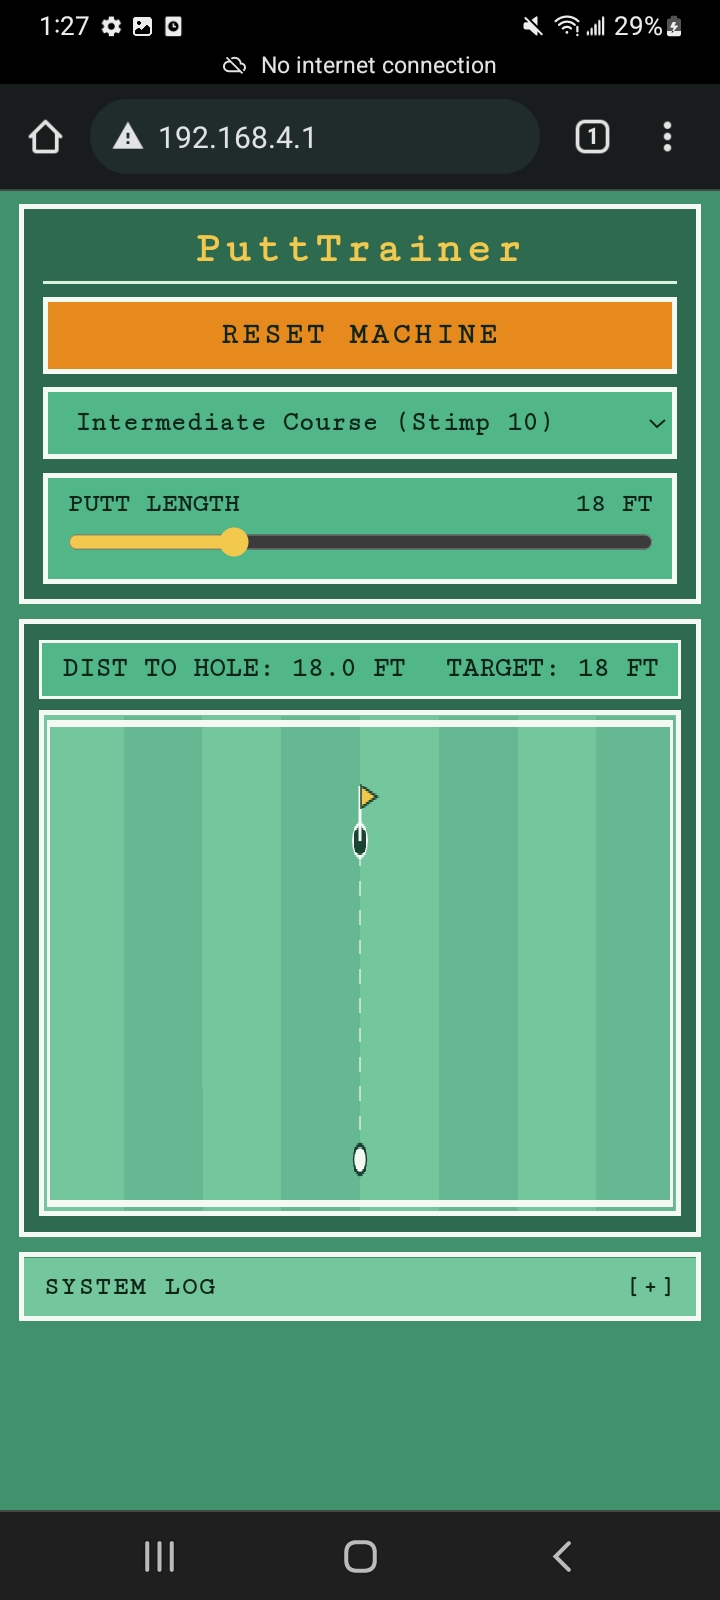 1:27 29%
No internet connection
192.168.4.1 1
PuttTrainer
RESET MACHINE
Intermediate Course (Stimp 10)
PUTT LENGTH 18 FT
DIST TO HOLE: 18.0 FT TARGET: 18 FT
SYSTEM LOG [+]